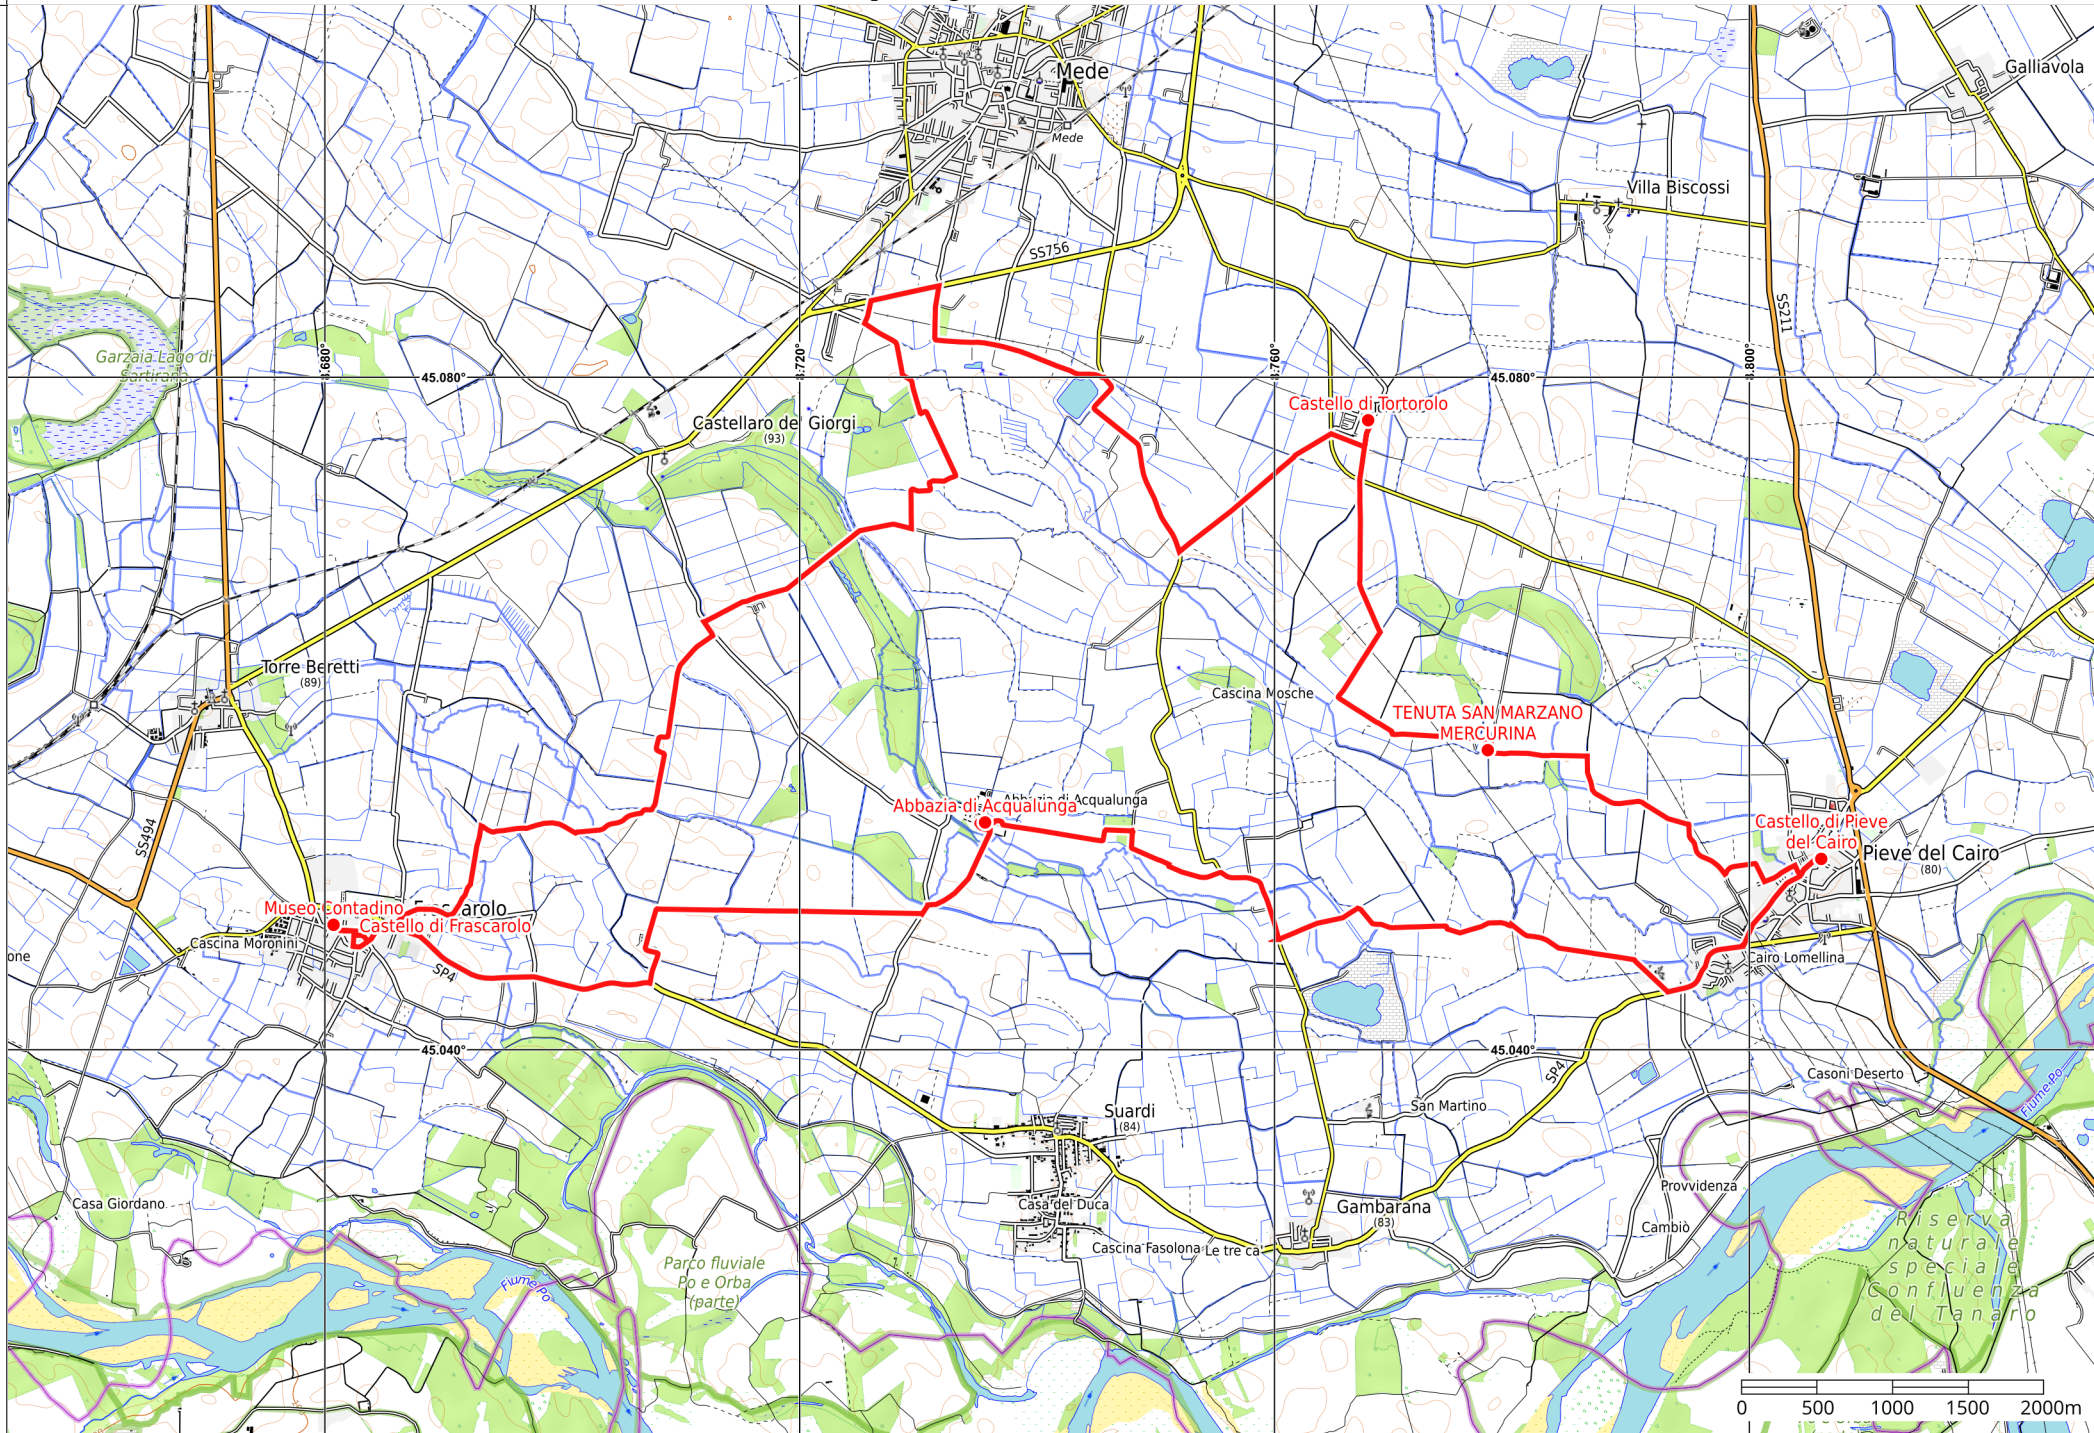 Mede
Galliavola
Mede
Villa Biscossi
SS756
SS211
Garzaia Lago di
Sartirana
8.680°
8.720°
8.760°
8.800°
45.080°
45.080°
Castello di Tortorolo
Castellaro de' Giorgi
(93)
Torre Beretti
(89)
Cascina Mosche
TENUTA SAN MARZANO
MERCURINA
Abbazia di Acqualunga
Abbazia di Acqualunga
SS494
Castello di Pieve
del Cairo
Pieve del Cairo
(80)
Museo Contadino
Frascarolo
Castello di Frascarolo
Cascina Moronini
one
SP4
Cairo Lomellina
45.040°
45.040°
Casoni Deserto
SP4
Fiume Po
San Martino
Suardi
(84)
Provvidenza
Casa Giordano
Casa del Duca
Gambarana
(83)
Cambiò
Cascina Fasolona
Le tre ca
Riserva
naturale
speciale
Confluenza
del Tanaro
Parco fluviale
Po e Orba
(parte)
Fiume Po
0 500 1000 1500 2000m